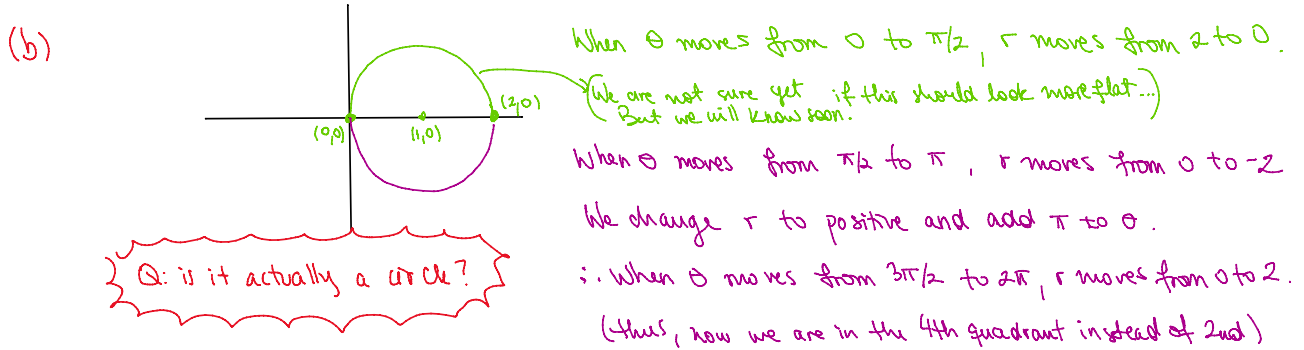 (b)
When θ moves from 0 to π/2, r moves from 2 to 0.
(We are not sure yet if this should look more flat...
But we will know soon.)
(2,0)
(0,0)
(1,0)
When θ moves from π/2 to π, r moves from 0 to -2
We change r to positive and add π to θ.
∴ When θ moves from 3π/2 to 2π, r moves from 0 to 2.
(thus, now we are in the 4th quadrant instead of 2nd)
Q: is it actually a circle?